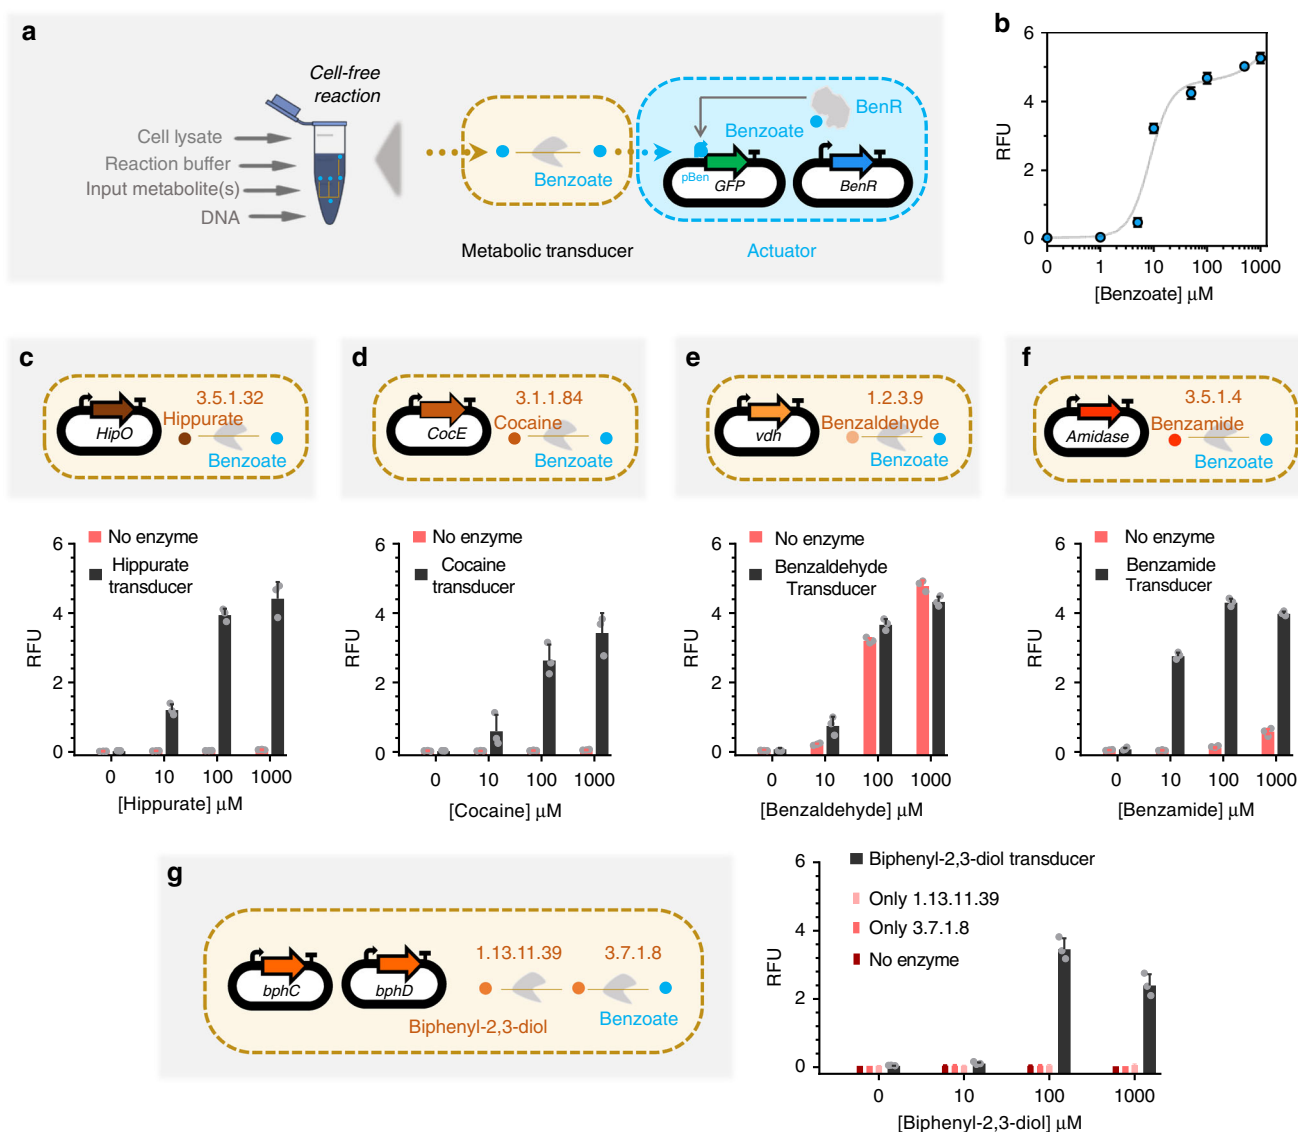 a
Cell-free
reaction
Cell lysate
Reaction buffer
Input metabolite(s)
DNA
Benzoate
Metabolic transducer
BenR
Benzoate
pBen
GFP
BenR
Actuator
b
6
4
2
0
RFU
0 1 10 100 1000
[Benzoate] μM
c
3.5.1.32
Hippurate
HipO
Benzoate
No enzyme
Hippurate
transducer
6
4
2
0
RFU
0 10 100 1000
[Hippurate] μM
d
3.1.1.84
Cocaine
CocE
Benzoate
No enzyme
Cocaine
transducer
6
4
2
0
RFU
0 10 100 1000
[Cocaine] μM
e
1.2.3.9
Benzaldehyde
vdh
Benzoate
No enzyme
Benzaldehyde
Transducer
6
4
2
0
RFU
0 10 100 1000
[Benzaldehyde] μM
f
3.5.1.4
Benzamide
Amidase
Benzoate
No enzyme
Benzamide
Transducer
6
4
2
0
RFU
0 10 100 1000
[Benzamide] μM
g
1.13.11.39 3.7.1.8
bphC bphD
Biphenyl-2,3-diol
Benzoate
Biphenyl-2,3-diol transducer
Only 1.13.11.39
Only 3.7.1.8
No enzyme
6
4
2
0
RFU
0 10 100 1000
[Biphenyl-2,3-diol] μM